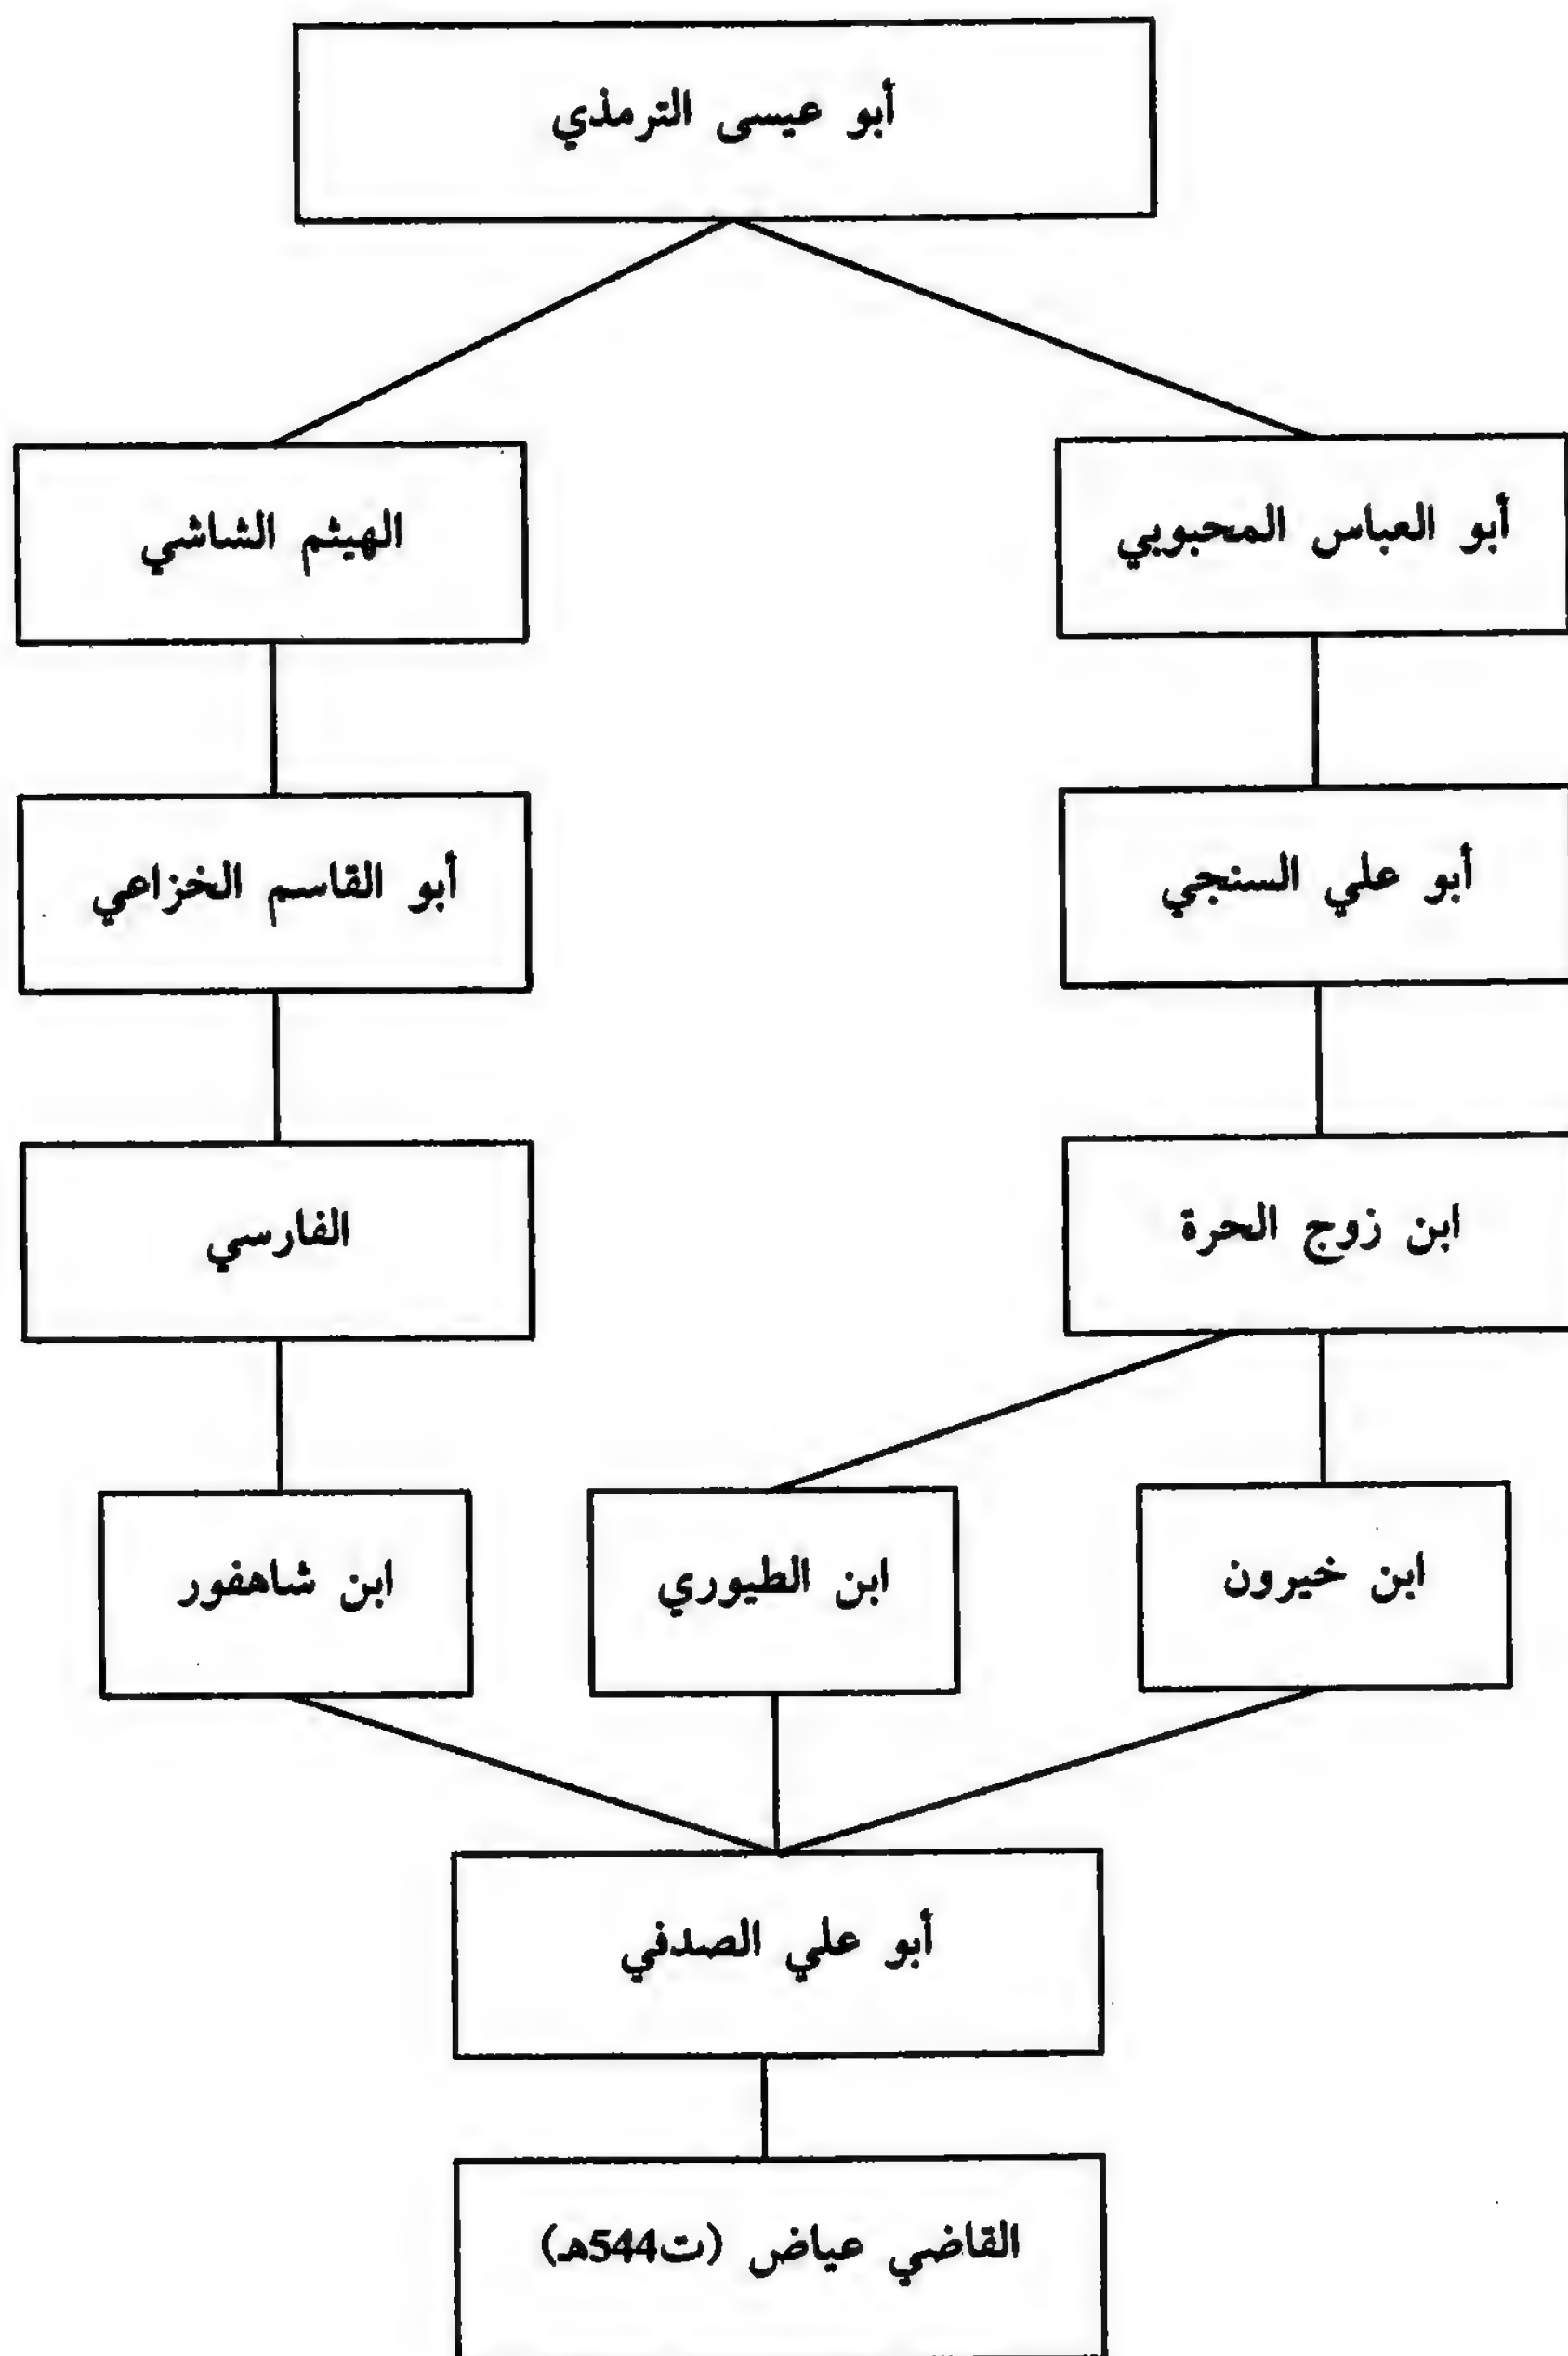 أبو عيسى الترمذي
أبو العباس المحبوبي
الهيثم الشاشي
أبو علي السنجي
أبو القاسم الخزاعي
ابن زوج الحرة
الفارسي
ابن خيرون
ابن الطيوري
ابن شاهفور
أبو علي الصدفي
القاضي عياض (ت544هـ)